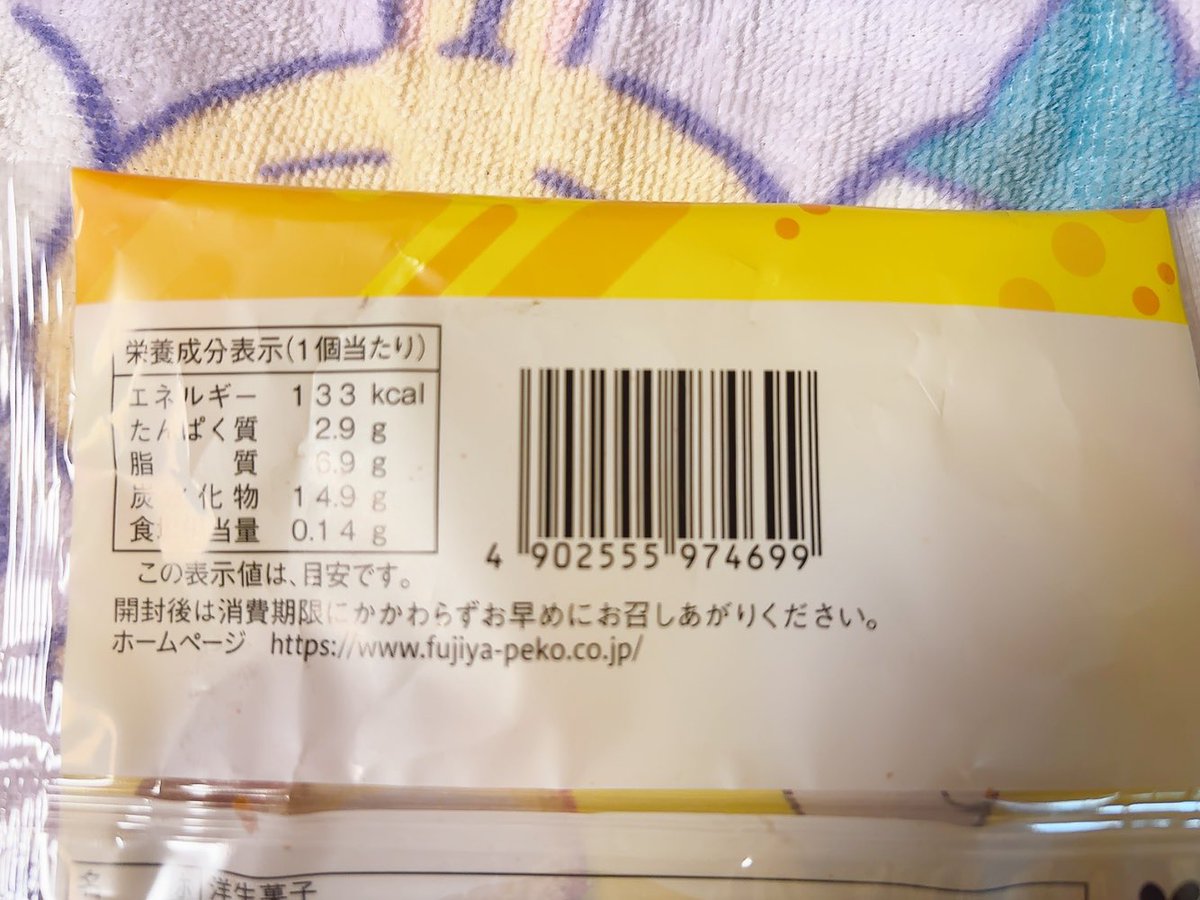 栄養成分表示(1個当たり)
エネルギー 133 kcal
たんぱく質 2.9 g
脂質 6.9 g
炭水化物 14.9 g
食塩相当量 0.14 g
この表示値は、目安です。
4 902555 974699
開封後は消費期限にかかわらずお早めにお召しあがりください。
ホームページ https://www.fujiya-peko.co.jp/
洋生菓子